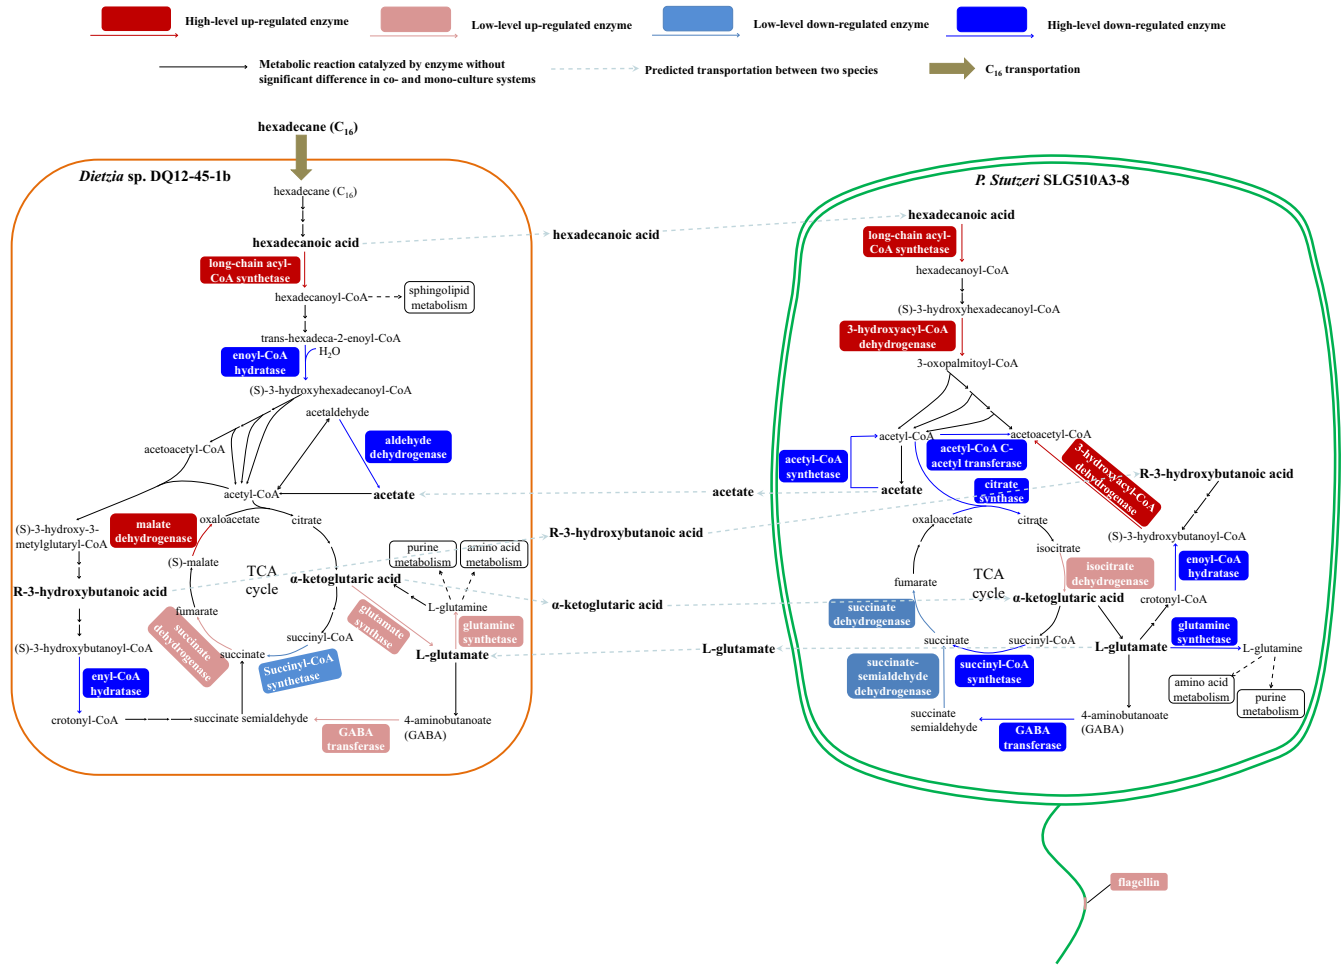 High-level up-regulated enzyme
Low-level up-regulated enzyme
Low-level down-regulated enzyme
High-level down-regulated enzyme
Metabolic reaction catalyzed by enzyme without
significant difference in co- and mono-culture systems
Predicted transportation between two species
C16 transportation
hexadecane (C16)
Dietzia sp. DQ12-45-1b
hexadecane (C16)
hexadecanoic acid
long-chain acyl-
CoA synthetase
hexadecanoyl-CoA
sphingolipid
metabolism
trans-hexadeca-2-enoyl-CoA
enoyl-CoA
hydratase
H2O
(S)-3-hydroxyhexadecanoyl-CoA
acetaldehyde
aldehyde
dehydrogenase
acetoacetyl-CoA
acetyl-CoA
acetate
(S)-3-hydroxy-3-
metylglutaryl-CoA
malate
dehydrogenase
oxaloacetate
citrate
(S)-malate
TCA
cycle
purine
metabolism
amino acid
metabolism
α-ketoglutaric acid
R-3-hydroxybutanoic acid
fumarate
glutamate
synthase
L-glutamine
glutamine
synthetase
succinate
dehydrogenase
succinyl-CoA
(S)-3-hydroxybutanoyl-CoA
succinate
Succinyl-CoA
synthetase
L-glutamate
enyl-CoA
hydratase
crotonyl-CoA
succinate semialdehyde
GABA
transferase
4-aminobutanoate
(GABA)
hexadecanoic acid
acetate
R-3-hydroxybutanoic acid
α-ketoglutaric acid
L-glutamate
P. Stutzeri SLG510A3-8
hexadecanoic acid
long-chain acyl-
CoA synthetase
hexadecanoyl-CoA
(S)-3-hydroxyhexadecanoyl-CoA
3-hydroxyacyl-CoA
dehydrogenase
3-oxopalmitoyl-CoA
acetyl-CoA
acetoacetyl-CoA
acetyl-CoA
synthetase
acetyl-CoA C-
acetyl transferase
3-hydroxyacyl-CoA
dehydrogenase
R-3-hydroxybutanoic acid
acetate
citrate
synthase
oxaloacetate
citrate
(S)-3-hydroxybutanoyl-CoA
isocitrate
isocitrate
dehydrogenase
enoyl-CoA
hydratase
fumarate
TCA
cycle
α-ketoglutaric acid
crotonyl-CoA
succinate
dehydrogenase
glutamine
synthetase
succinate
succinyl-CoA
L-glutamate
L-glutamine
succinate-
semialdehyde
dehydrogenase
succinyl-CoA
synthetase
amino acid
metabolism
purine
metabolism
succinate
semialdehyde
GABA
transferase
4-aminobutanoate
(GABA)
flagellin